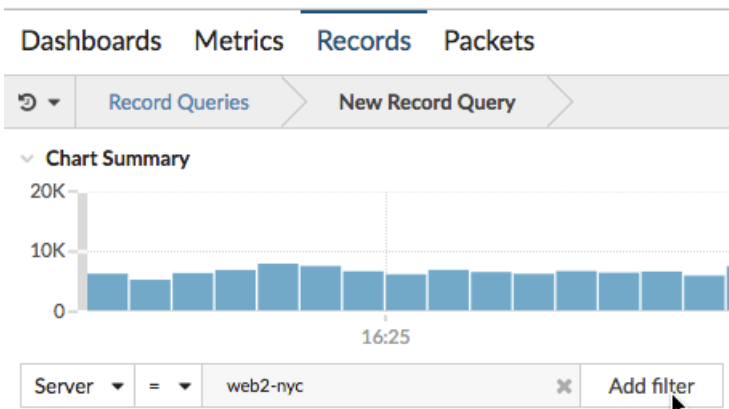 Dashboards Metrics Records Packets
Record Queries New Record Query
Chart Summary
20K
10K
0
16:25
Server = web2-nyc Add filter